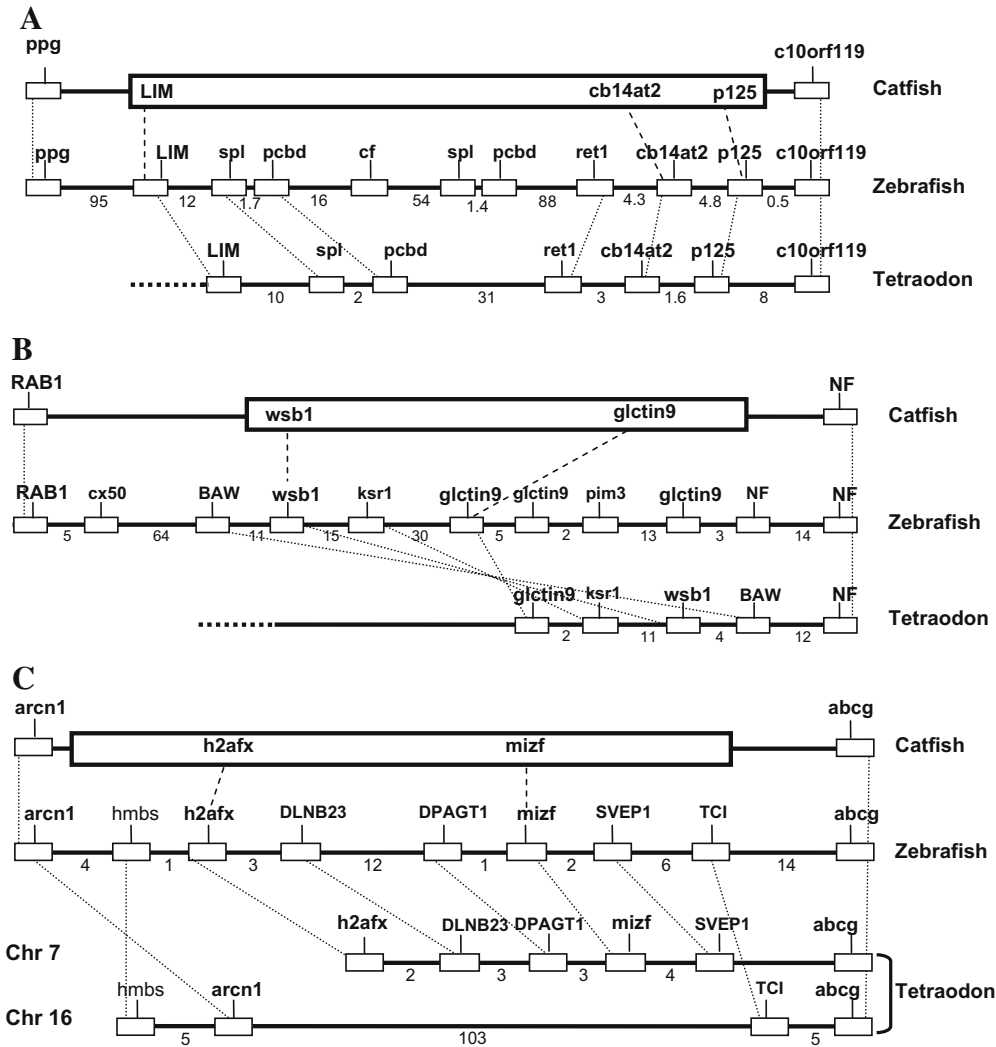 A
ppg c10orf119
LIM cb14at2 p125 Catfish
ppg LIM spl pcbd cf spl pcbd ret1 cb14at2 p125 c10orf119
Zebrafish
95 12 1.7 16 54 1.4 88 4.3 4.8 0.5
LIM spl pcbd ret1 cb14at2 p125 c10orf119
Tetraodon
10 2 31 3 1.6 8
B
RAB1 NF
wsb1 glctin9 Catfish
RAB1 cx50 BAW wsb1 ksr1 glctin9 glctin9 pim3 glctin9 NF NF
Zebrafish
5 64 11 15 30 5 2 13 3 14
glctin9 ksr1 wsb1 BAW NF
Tetraodon
2 11 4 12
C
arcn1 abcg
h2afx mizf Catfish
arcn1 hmbs h2afx DLNB23 DPAGT1 mizf SVEP1 TCI abcg
Zebrafish
4 1 3 12 1 2 6 14
h2afx DLNB23 DPAGT1 mizf SVEP1 abcg
Chr 7
2 3 3 4
Tetraodon
hmbs arcn1 TCI abcg
Chr 16
5 103 5